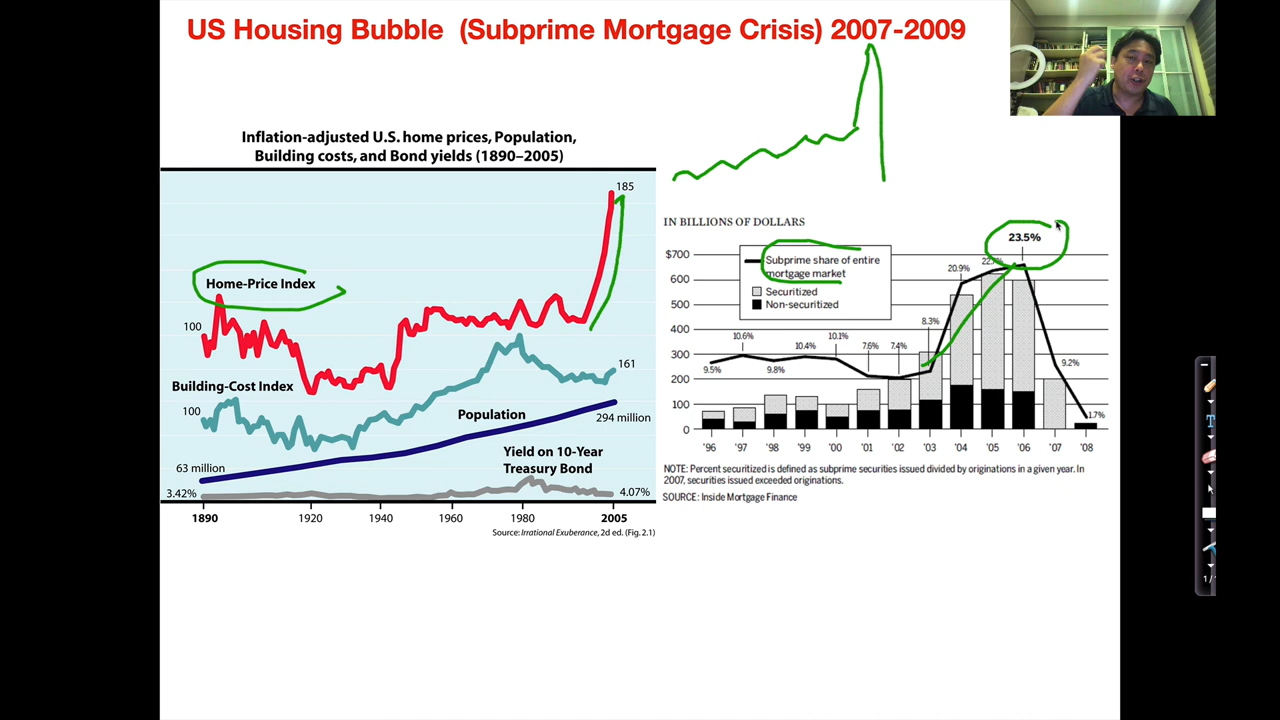 US Housing Bubble (Subprime Mortgage Crisis) 2007-2009
Inflation-adjusted U.S. home prices, Population,
Building costs, and Bond yields (1890–2005)
185
Home-Price Index
100
161
Building-Cost Index
100
Population
294 million
Yield on 10-Year
Treasury Bond
63 million
3.42%
4.07%
1890
1920
1940
1960
1980
2005
Source: Irrational Exuberance, 2d ed. (Fig. 2.1)
IN BILLIONS OF DOLLARS
$700
600
500
400
300
200
100
0
Subprime share of entire
mortgage market
Securitized
Non-securitized
9.5%
10.6%
9.8%
10.4%
10.1%
7.6%
7.4%
8.3%
20.9%
23.5%
9.2%
1.7%
'96
'97
'98
'99
'00
'01
'02
'03
'04
'05
'06
'07
'08
NOTE: Percent securitized is defined as subprime securities issued divided by originations in a given year. In
2007, securities issued exceeded originations.
SOURCE: Inside Mortgage Finance
T